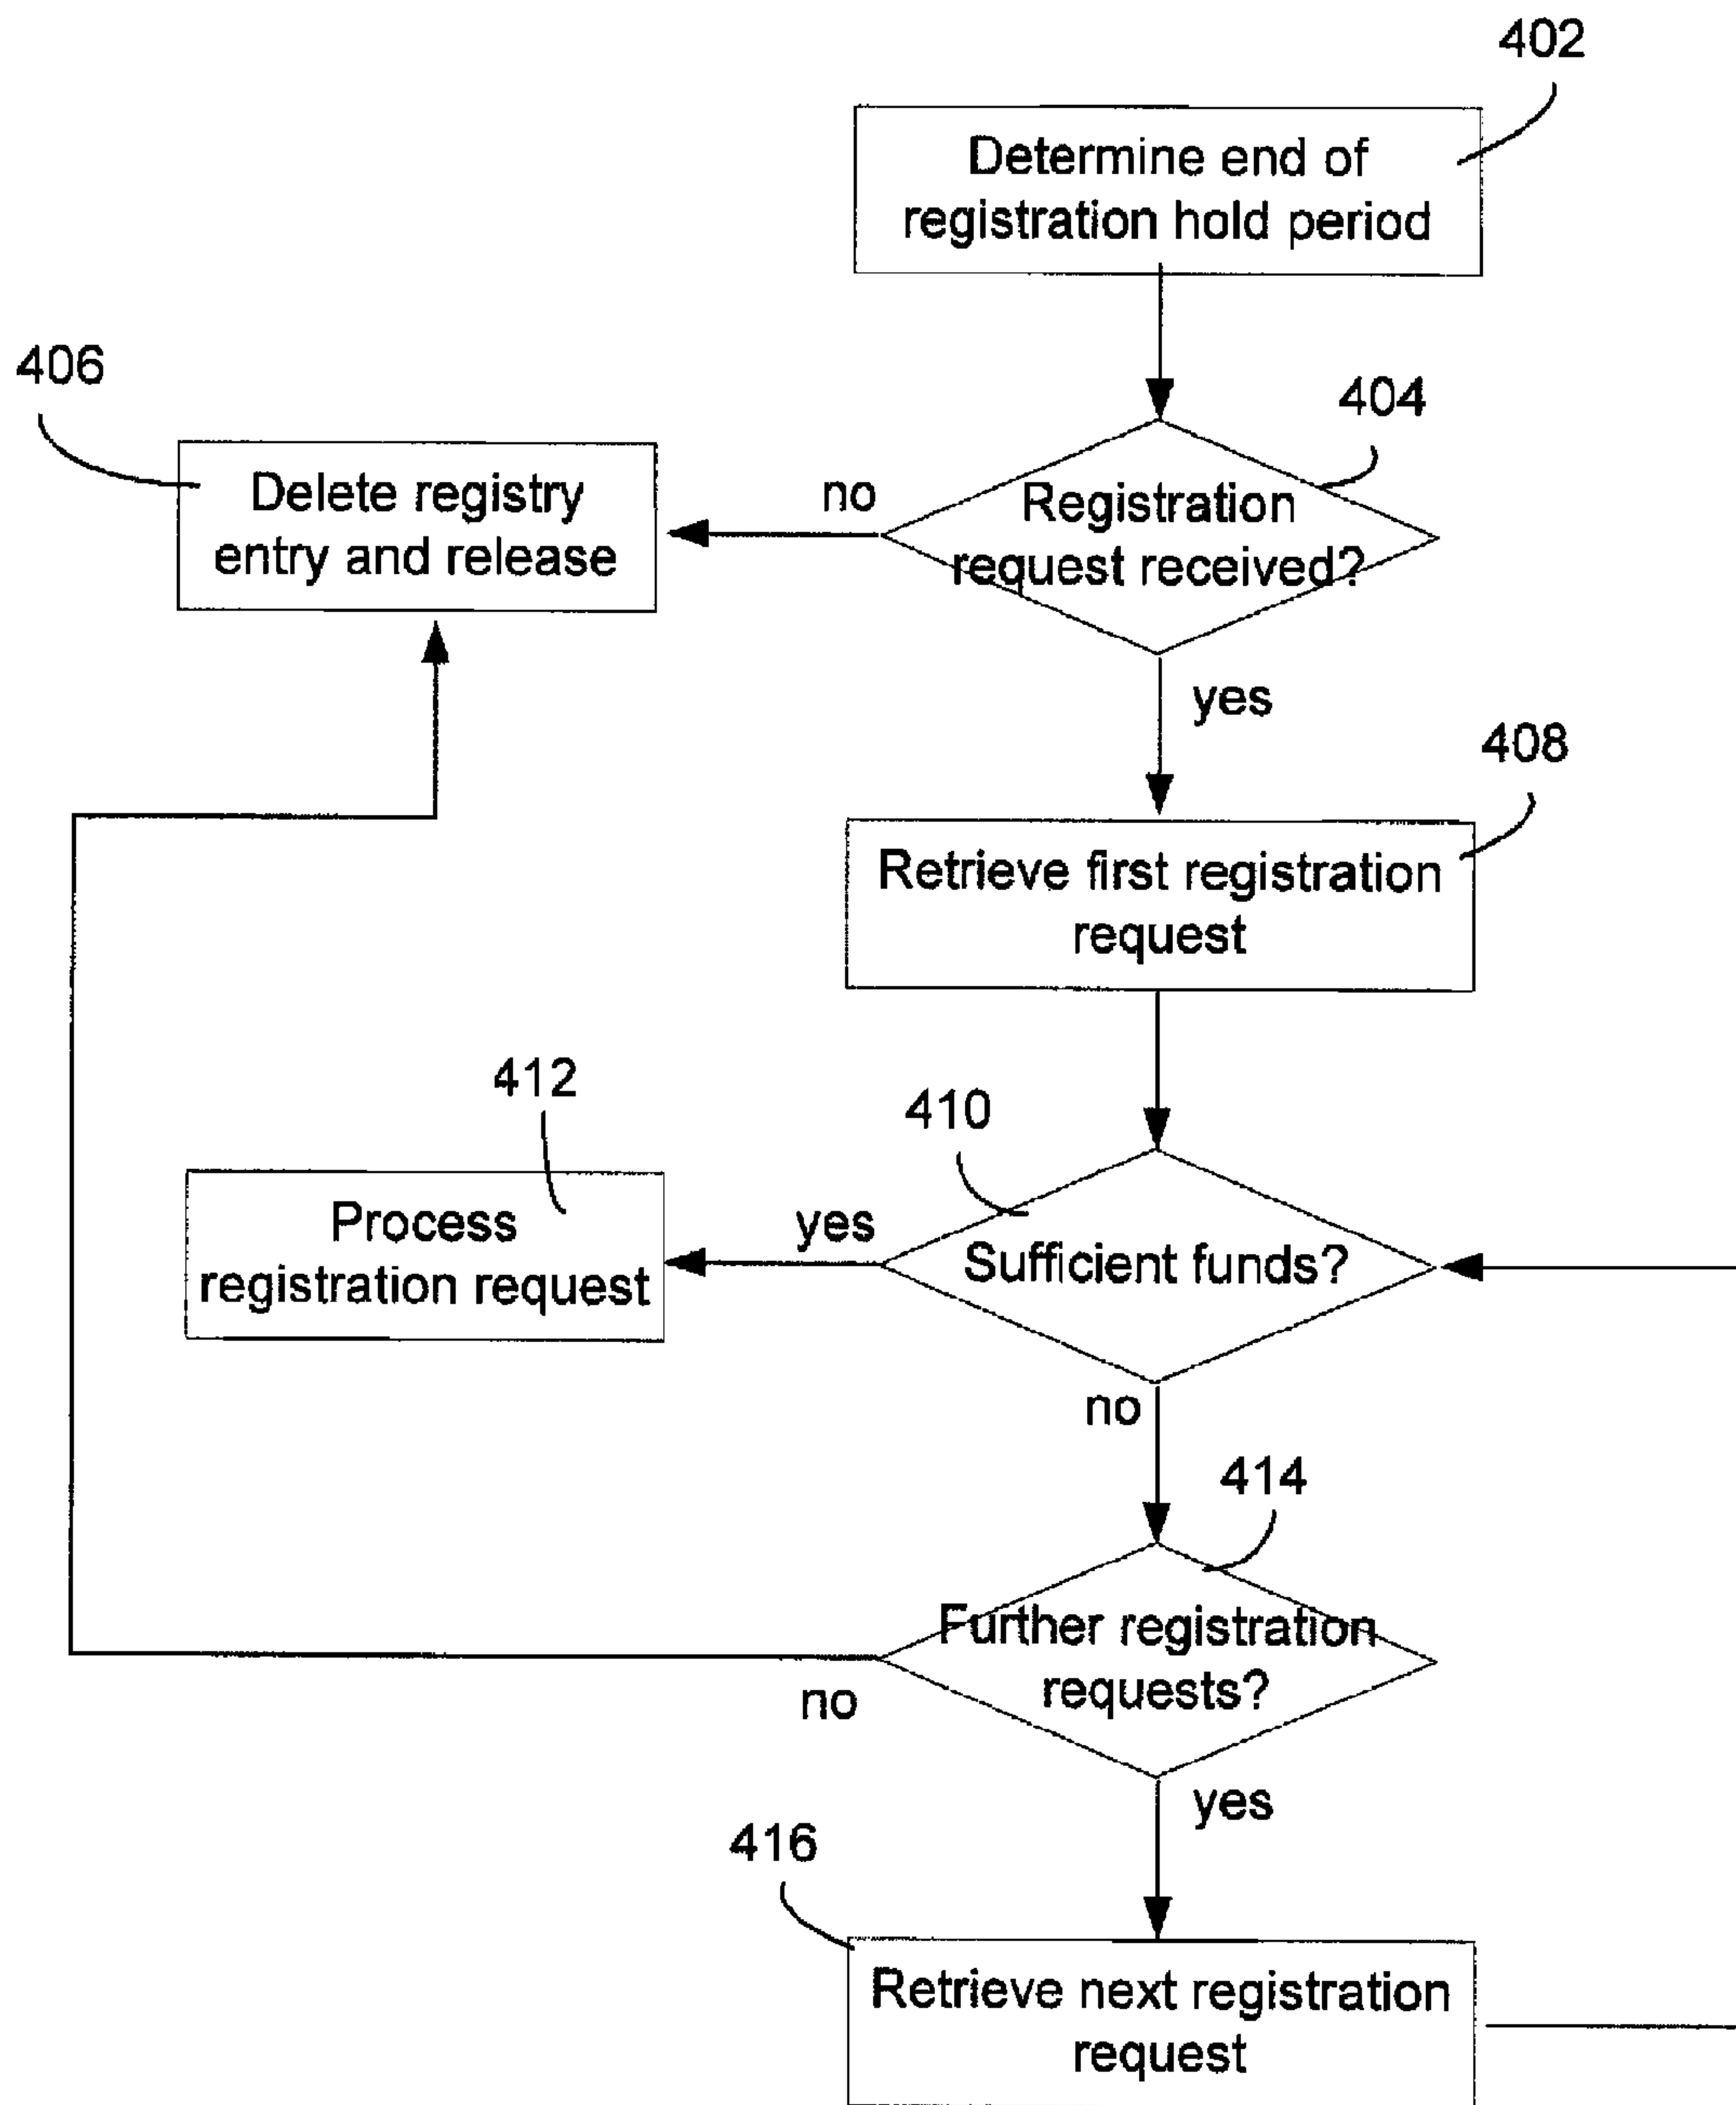 402
Determine end of
registration hold period
406
404
Delete registry
entry and release
no
Registration
request received?
yes
408
Retrieve first registration
request
412
410
Process
registration request
yes
Sufficient funds?
no
414
Further registration
requests?
no
yes
416
Retrieve next registration
request